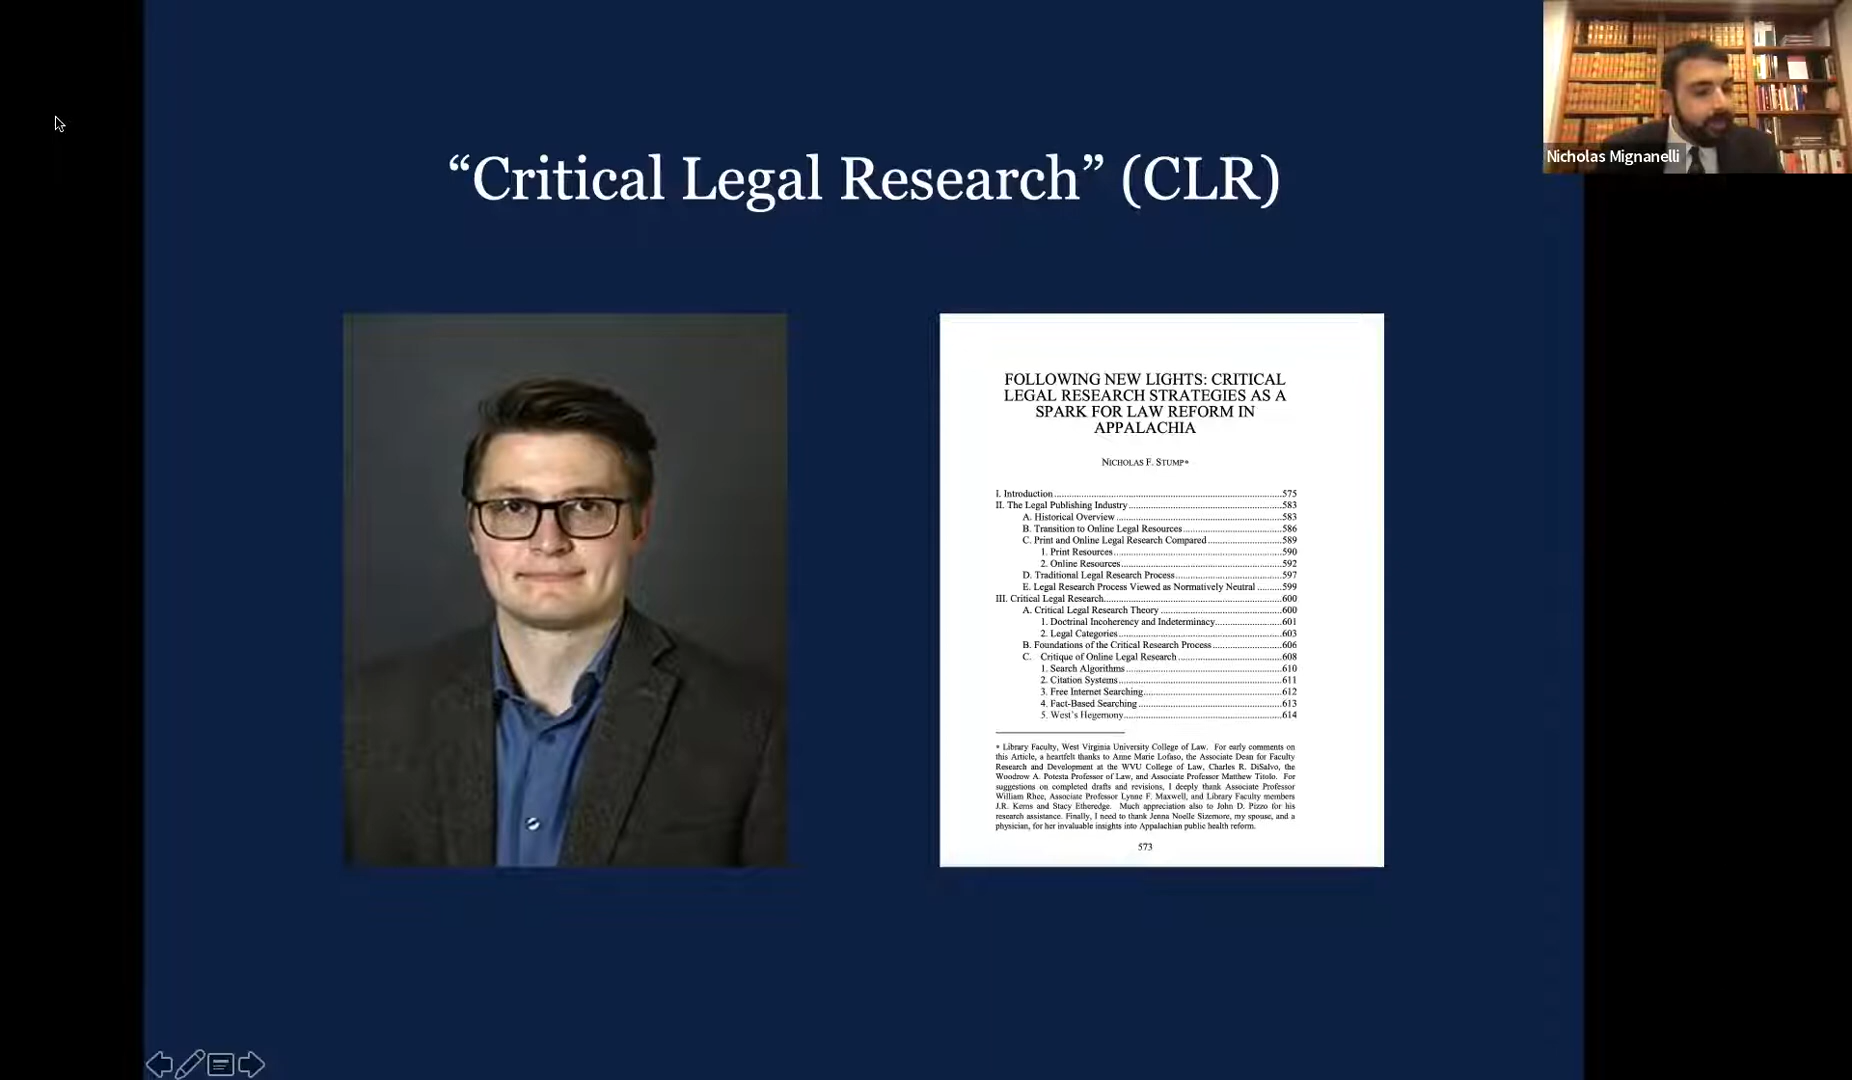 “Critical Legal Research” (CLR)
Nicholas Mignanelli
FOLLOWING NEW LIGHTS: CRITICAL
LEGAL RESEARCH STRATEGIES AS A
SPARK FOR LAW REFORM IN
APPALACHIA
NICHOLAS F. STUMP*
I. Introduction....................................................................575
II. The Legal Publishing Industry..............................................583
A. Historical Overview........................................................583
B. Transition to Online Legal Resources...................................586
C. Print and Online Legal Research Compared...........................589
1. Print Resources..........................................................590
2. Online Resources.......................................................592
D. Traditional Legal Research Process......................................597
E. Legal Research Process Viewed as Normatively Neutral.........599
III. Critical Legal Research.....................................................600
A. Critical Legal Research Theory...........................................600
1. Doctrinal Incoherency and Indeterminacy.........................601
2. Legal Categories........................................................603
B. Foundations of the Critical Research Process.........................606
C. Critique of Online Legal Research.......................................608
1. Search Algorithms......................................................610
2. Citation Systems........................................................611
3. Free Internet Searching................................................612
4. Fact-Based Searching..................................................613
5. West’s Hegemony.......................................................614
* Library Faculty, West Virginia University College of Law. For early comments on
this Article, a heartfelt thanks to Anne Marie Lofaso, the Associate Dean for Faculty
Research and Development at the WVU College of Law, Charles R. DiSalvo, the
Woodrow A. Potesta Professor of Law, and Associate Professor Matthew Titolo. For
suggestions on completed drafts and revisions, I deeply thank Associate Professor
William Rhee, Associate Professor Lynne F. Maxwell, and Library Faculty members
J.R. Kerns and Stacy Etheredge. Much appreciation also to John D. Pizzo for his
research assistance. Finally, I need to thank Jenna Noelle Sizemore, my spouse, and a
physician, for her invaluable insights into Appalachian public health reform.
573